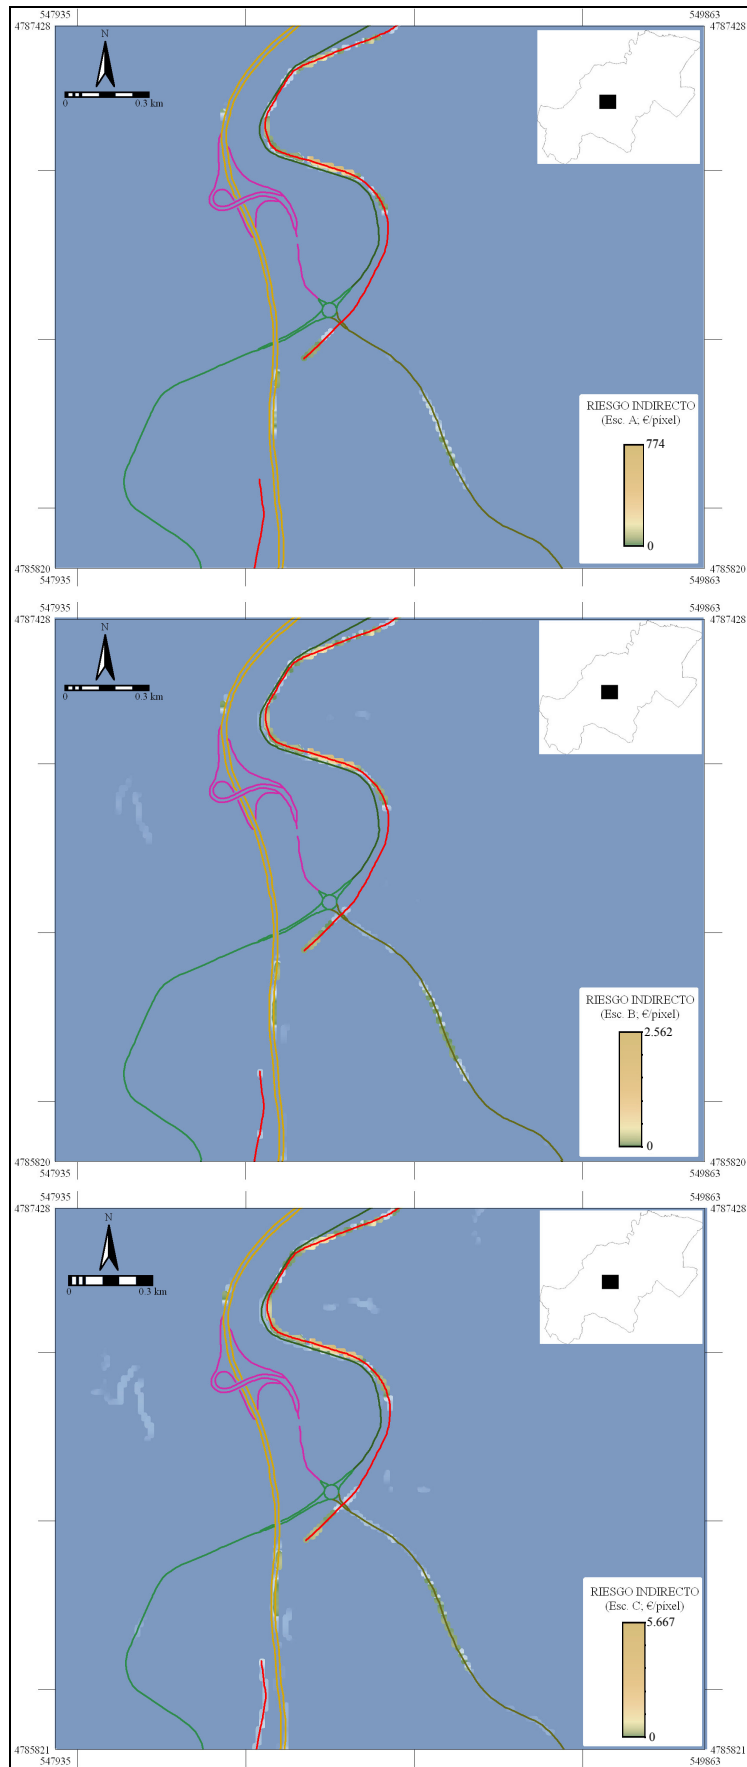 547935
549863
4787428
4787428
N
0
0.3 km
RIESGO INDIRECTO
(Esc. A; €/pixel)
774
0
4785820
4785820
547935
549863
547935
549863
4787428
4787428
N
0
0.3 km
RIESGO INDIRECTO
(Esc. B; €/pixel)
2.562
0
4785820
4785820
547935
549863
547935
549863
4787428
4787428
N
0
0.3 km
RIESGO INDIRECTO
(Esc. C; €/pixel)
5.667
0
4785821
4785821
547935
549863